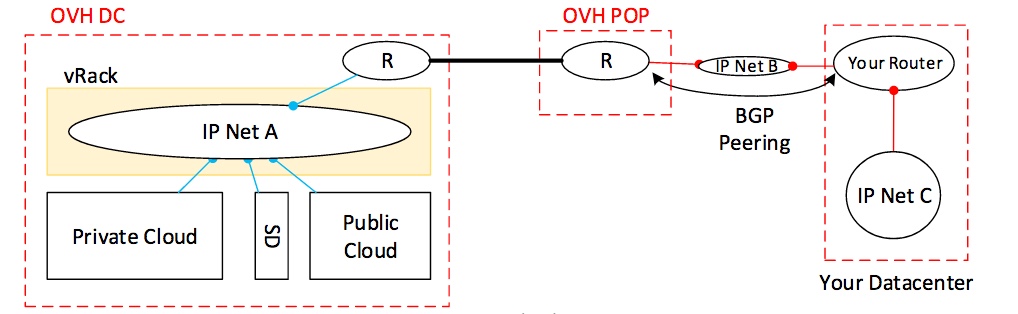 OVH DC
OVH POP
vRack
R
R
IP Net B
Your Router
IP Net A
BGP
Peering
Private Cloud
SD
Public
Cloud
IP Net C
Your Datacenter